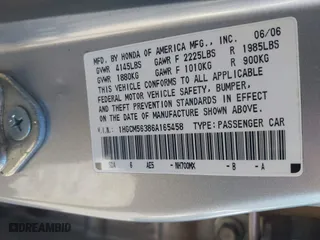 MFD. BY HONDA OF AMERICA MFG., INC. 06/06
GVWR 4145LBS GAWR F 2225LBS R 1985LBS
GVWR 1880KG GAWR F 1010KG R 900KG
THIS VEHICLE CONFORMS TO ALL APPLICABLE
FEDERAL MOTOR VEHICLE SAFETY, BUMPER,
AND THEFT PREVENTION STANDARDS IN EFFECT
ON THE DATE OF MANUFACTURE SHOWN ABOVE.
V.I.N.: 1HGCM56386A165458 TYPE: PASSENGER CAR
6 AE5 - NH700MX - B - A
DREAMBID